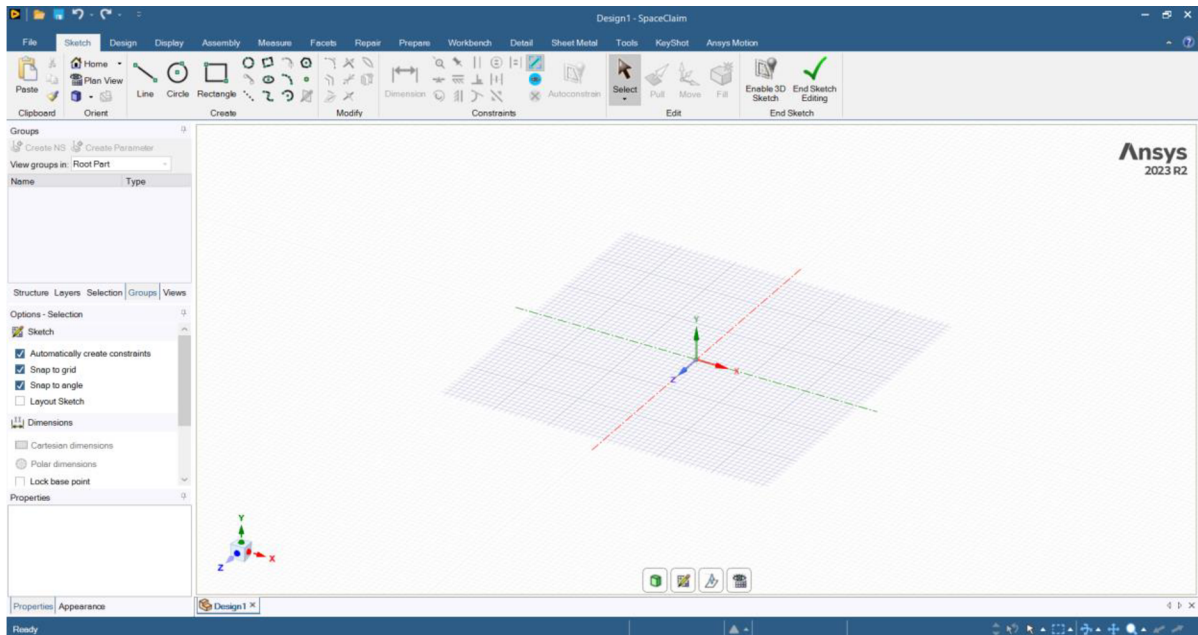 Design1 - SpaceClaim
File Sketch Design Display Assembly Measure Facets Repair Prepare Workbench Detail Sheet Metal Tools KeyShot Ansys Motion
Home
Plan View
Paste Line Circle Rectangle Dimension Autoconstrain Select Pull Move Fill Enable 3D Sketch End Sketch Editing
Clipboard Orient Create Modify Constraints Edit End Sketch
Groups
Create NS Create Parameter
View groups in: Root Part
Name Type
Ansys
2023 R2
Structure Layers Selection Groups Views
Options - Selection
Sketch
Automatically create constraints
Snap to grid
Snap to angle
Layout Sketch
Dimensions
Cartesian dimensions
Polar dimensions
Lock base point
Properties
Y
X
Z
Y
X
Z
Properties Appearance
Design1
Ready